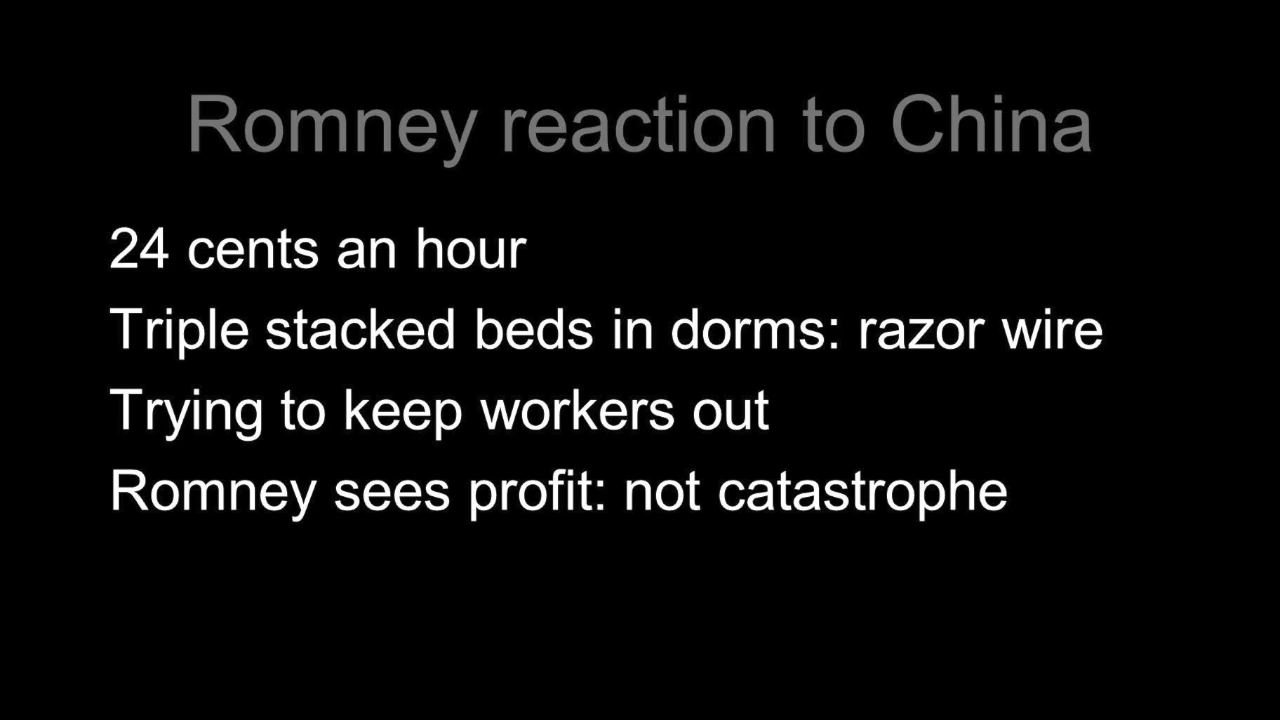 Romney reaction to China
24 cents an hour
Triple stacked beds in dorms: razor wire
Trying to keep workers out
Romney sees profit: not catastrophe